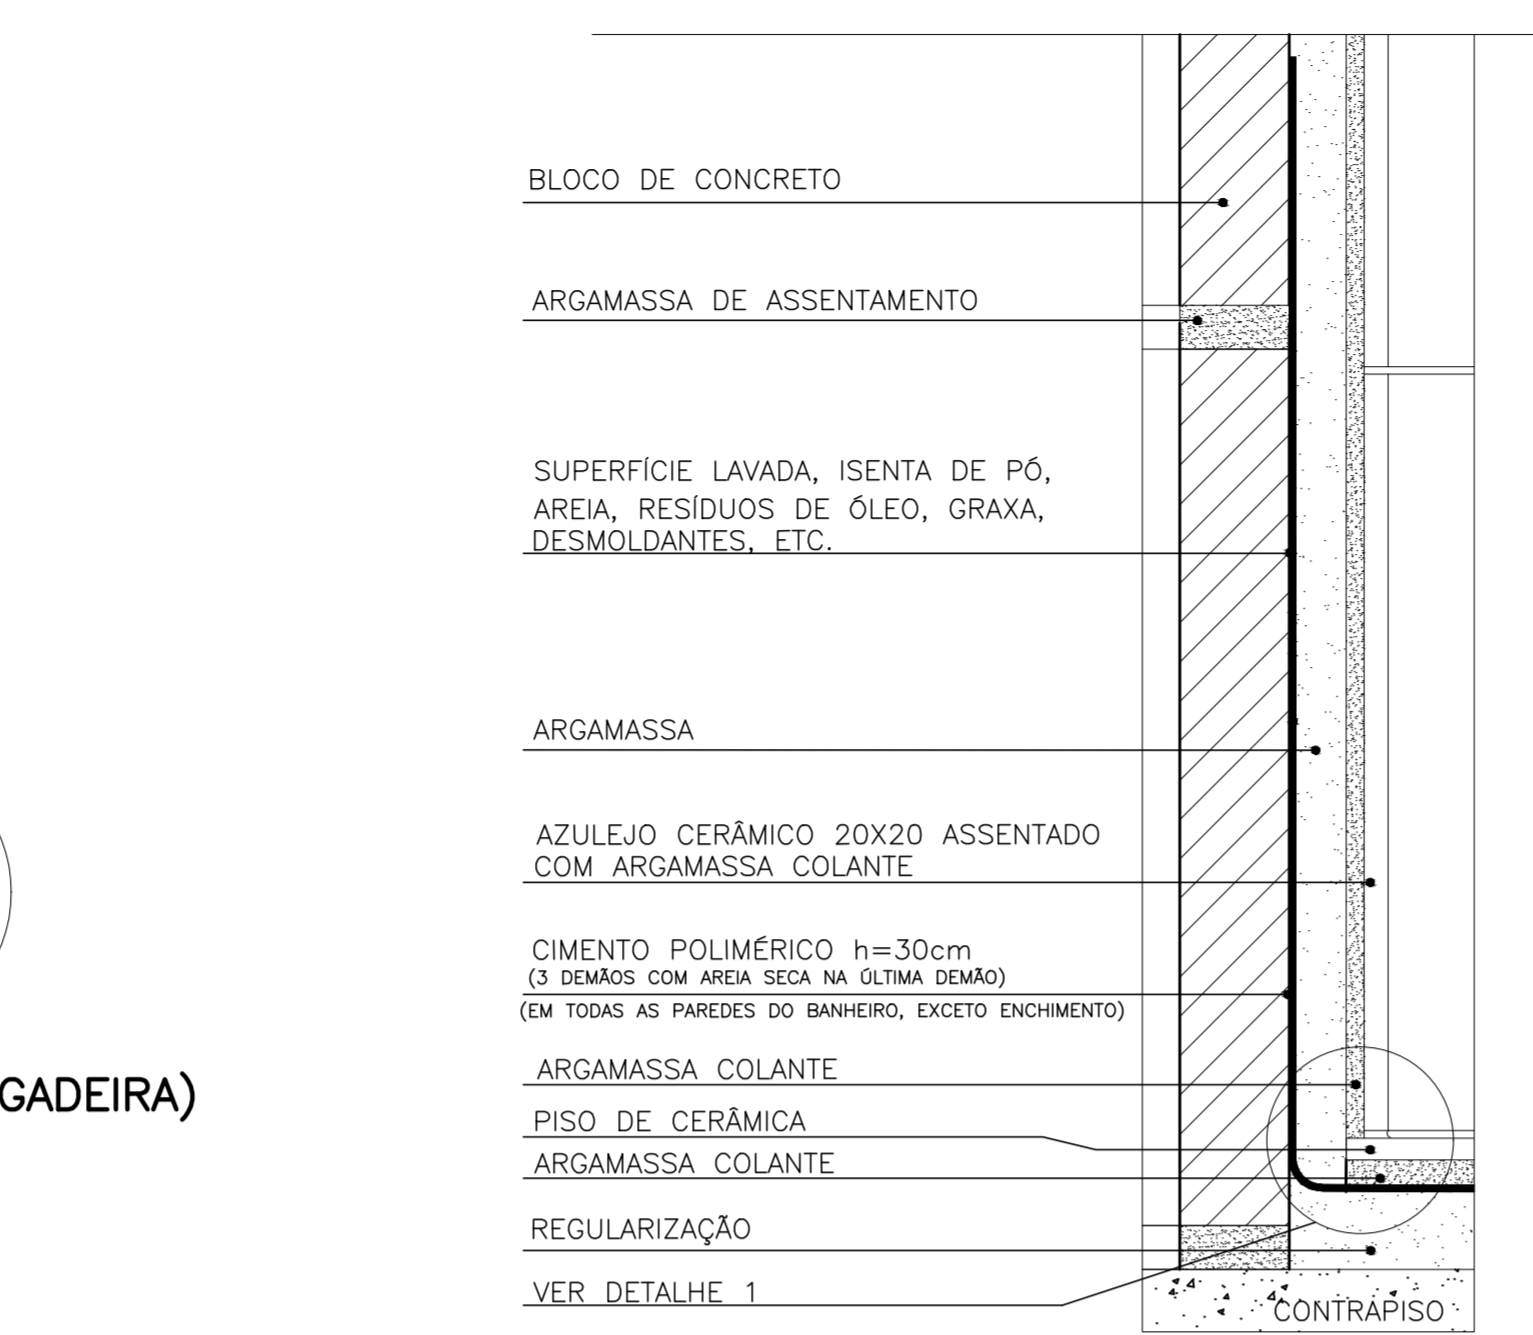 BLOCO DE CONCRETO
ARGAMASSA DE ASSENTAMENTO
SUPERFÍCIE LAVADA, ISENTA DE PÓ,
AREIA, RESÍDUOS DE ÓLEO, GRAXA,
DESMOLDANTES, ETC.
ARGAMASSA
AZULEJO CERÂMICO 20X20 ASSENTADO
COM ARGAMASSA COLANTE
CIMENTO POLIMÉRICO h=30cm
(3 DEMÃOS COM AREIA SECA NA ÚLTIMA DEMÃO)
(EM TODAS AS PAREDES DO BANHEIRO, EXCETO ENCHIMENTO)
ARGAMASSA COLANTE
GADEIRA)
PISO DE CERÂMICA
ARGAMASSA COLANTE
REGULARIZAÇÃO
VER DETALHE 1
CONTRAPISO